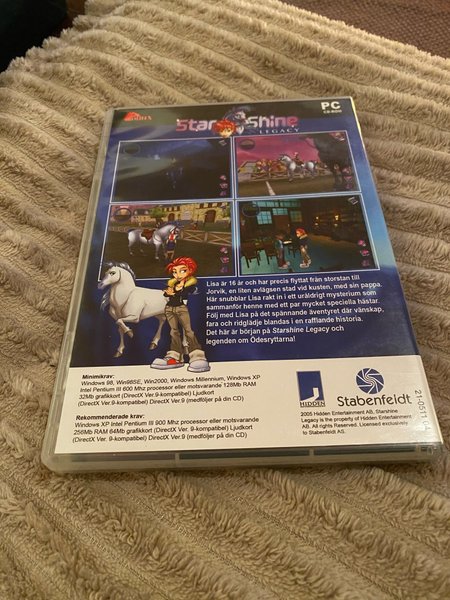 PC
CD-ROM
Star Shine
LEGACY
Lisa är 16 år och har precis flyttat från storstan till
Jorvik, en liten avlägsen stad vid kusten, med sin pappa.
Här snubblar Lisa rakt in i ett uråldrigt mysterium som
sammanför henne med ett par mycket speciella hästar.
Följ med Lisa på det spännande äventyret där vänskap,
fara och ridglädje blandas i en rafflande historia.
Det här är början på Starshine Legacy och
legenden om Ödesryttarna!
Minimikrav:
Windows 98, Win98SE, Win2000, Windows Millennium, Windows XP
Intel Pentium III 600 Mhz processor eller motsvarande 128Mb RAM
32Mb grafikkort (DirectX Ver. 9-kompatibel) Ljudkort
(DirectX Ver.9-kompatibel) DirectX Ver.9 (medföljer på din CD)
Rekommenderade krav:
Windows XP Intel Pentium III 900 Mhz processor eller motsvarande
256Mb RAM 64Mb grafikkort (DirectX Ver. 9-kompatibel) Ljudkort
(DirectX Ver. 9-kompatibel) DirectX Ver.9 (medföljer på din CD)
HIDDEN
Stabenfeldt
2005 Hidden Entertainment AB, Starshine
Legacy is the property of Hidden Entertainment
AB. All Rights Reserved. Licensed exclusively
to Stabenfeldt AS.